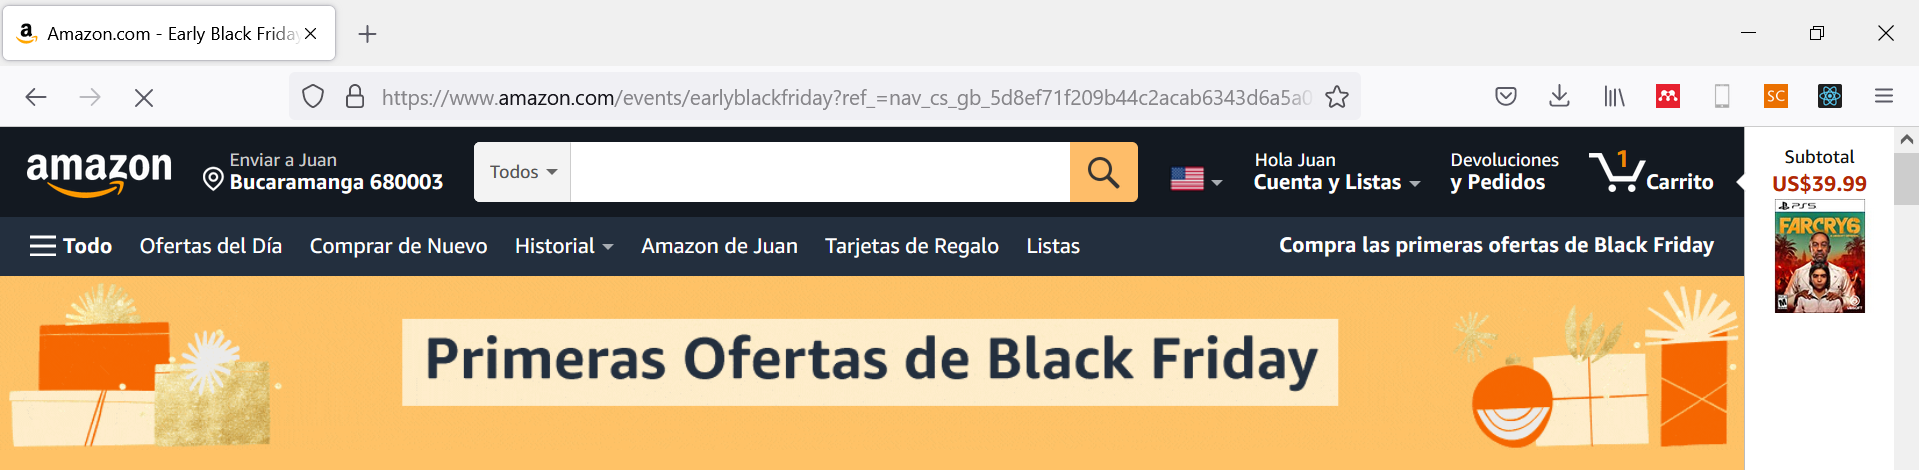 Amazon.com - Early Black Friday
https://www.amazon.com/events/earlyblackfriday?ref_=nav_cs_gb_5d8ef71f209b44c2acab6343d6a5a0
SC
amazon
Enviar a Juan
Bucaramanga 680003
Todos
Hola Juan
Cuenta y Listas
Devoluciones
y Pedidos
1
Carrito
Subtotal
US$39.99
PS5
FARCRY6
UBISOFT
Todo Ofertas del Día Comprar de Nuevo Historial Amazon de Juan Tarjetas de Regalo Listas Compra las primeras ofertas de Black Friday
Primeras Ofertas de Black Friday